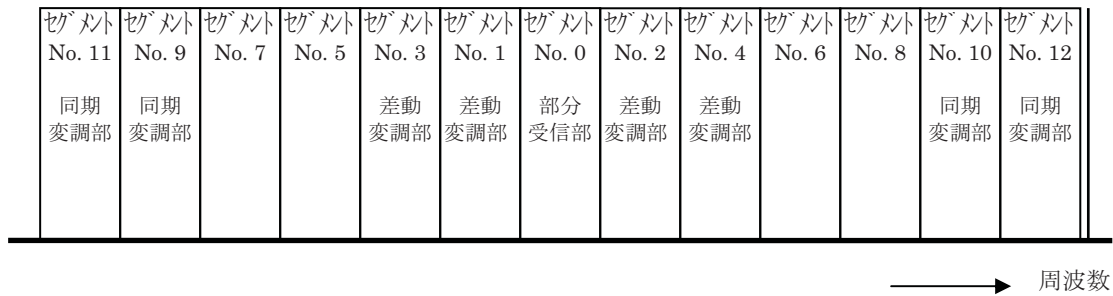 セグメント セグメント セグメント セグメント セグメント セグメント セグメント セグメント セグメント セグメント セグメント セグメント セグメント
No. 11 No. 9 No. 7 No. 5 No. 3 No. 1 No. 0 No. 2 No. 4 No. 6 No. 8 No. 10 No. 12
同期 同期 差動 差動 部分 差動 差動 同期 同期
変調部 変調部 変調部 変調部 受信部 変調部 変調部 変調部 変調部
周波数